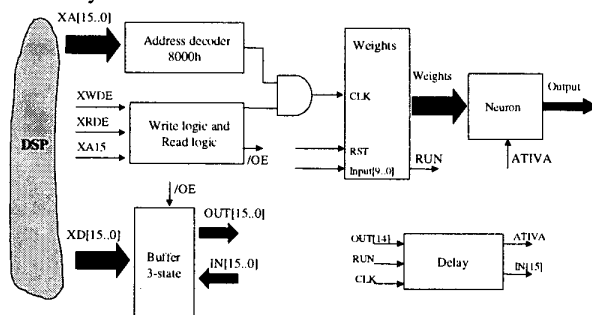 XA[15..0]
Address decoder
8000h
XWDE
XRDE
XA15
Write logic and
Read logic
/OE
DSP
Weights
CLK
RST
Input[9..0]
RUN
Weights
Neuron
Output
ATIVA
/OE
XD[15..0]
Buffer
3-state
OUT[15..0]
IN[15..0]
OUT[14]
RUN
CLK
Delay
ATIVA
IN[15]